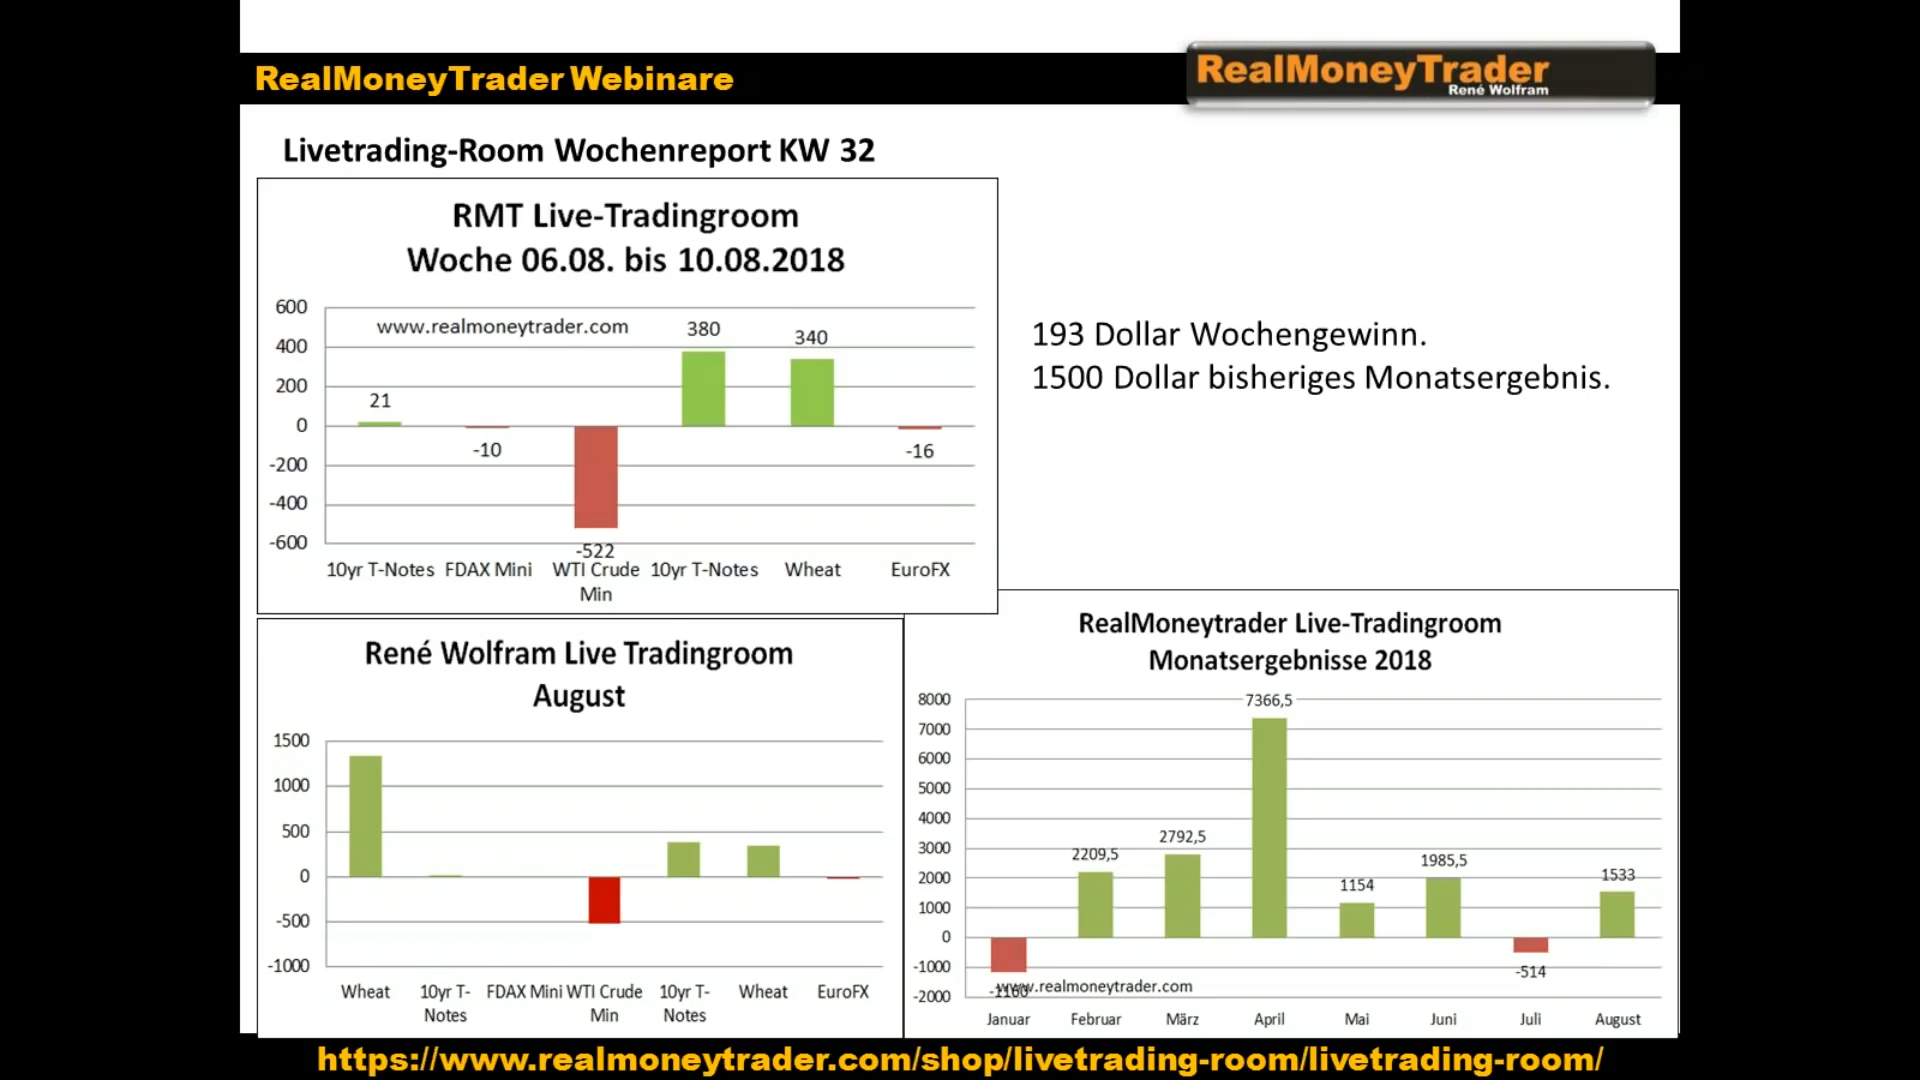 RealMoneyTrader Webinare
RealMoneyTrader
René Wolfram
Livetrading-Room Wochenreport KW 32
RMT Live-Tradingroom
Woche 06.08. bis 10.08.2018
600
400
200
0
-200
-400
-600
www.realmoneytrader.com
21
-10
-522
380
340
-16
10yr T-Notes FDAX Mini WTI Crude Min 10yr T-Notes Wheat EuroFX
193 Dollar Wochengewinn.
1500 Dollar bisheriges Monatsergebnis.
René Wolfram Live Tradingroom
August
1500
1000
500
0
-500
-1000
Wheat 10yr T-Notes FDAX Mini WTI Crude Min 10yr T-Notes Wheat EuroFX
RealMoneytrader Live-Tradingroom
Monatsergebnisse 2018
8000
7000
6000
5000
4000
3000
2000
1000
0
-1000
-2000
-1160
2209,5
2792,5
7366,5
1154
1985,5
-514
1533
www.realmoneytrader.com
Januar Februar März April Mai Juni Juli August
https://www.realmoneytrader.com/shop/livetrading-room/livetrading-room/